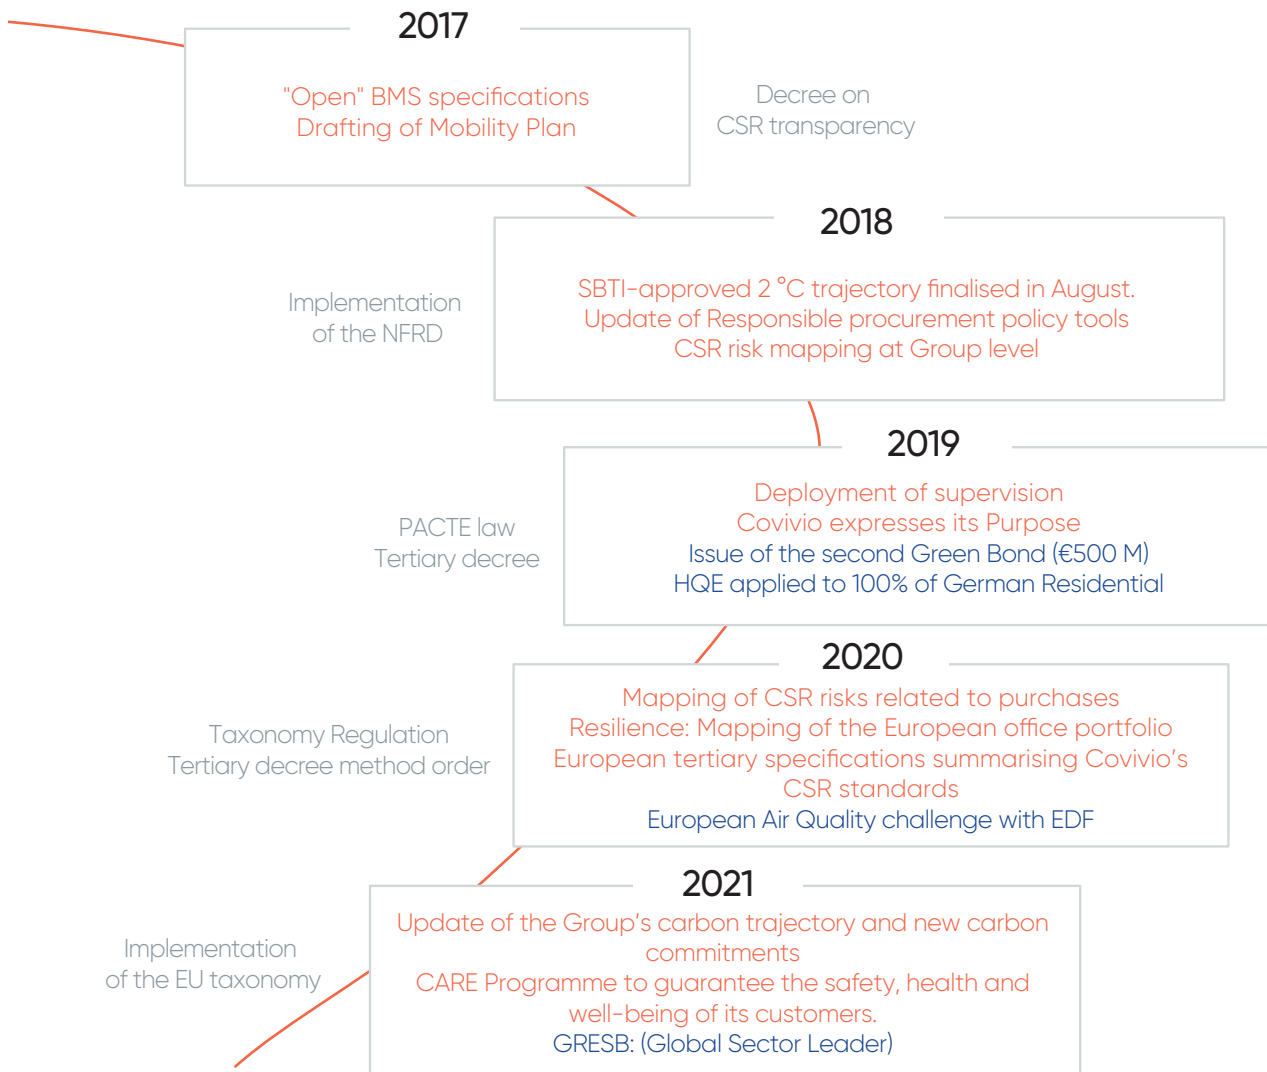 2017
"Open" BMS specifications
Drafting of Mobility Plan
Decree on
CSR transparency
2018
Implementation
of the NFRD
SBTI-approved 2 °C trajectory finalised in August.
Update of Responsible procurement policy tools
CSR risk mapping at Group level
2019
PACTE law
Tertiary decree
Deployment of supervision
Covivio expresses its Purpose
Issue of the second Green Bond (€500 M)
HQE applied to 100% of German Residential
2020
Taxonomy Regulation
Tertiary decree method order
Mapping of CSR risks related to purchases
Resilience: Mapping of the European office portfolio
European tertiary specifications summarising Covivio's
CSR standards
European Air Quality challenge with EDF
2021
Implementation
of the EU taxonomy
Update of the Group's carbon trajectory and new carbon
commitments
CARE Programme to guarantee the safety, health and
well-being of its customers.
GRESB: (Global Sector Leader)